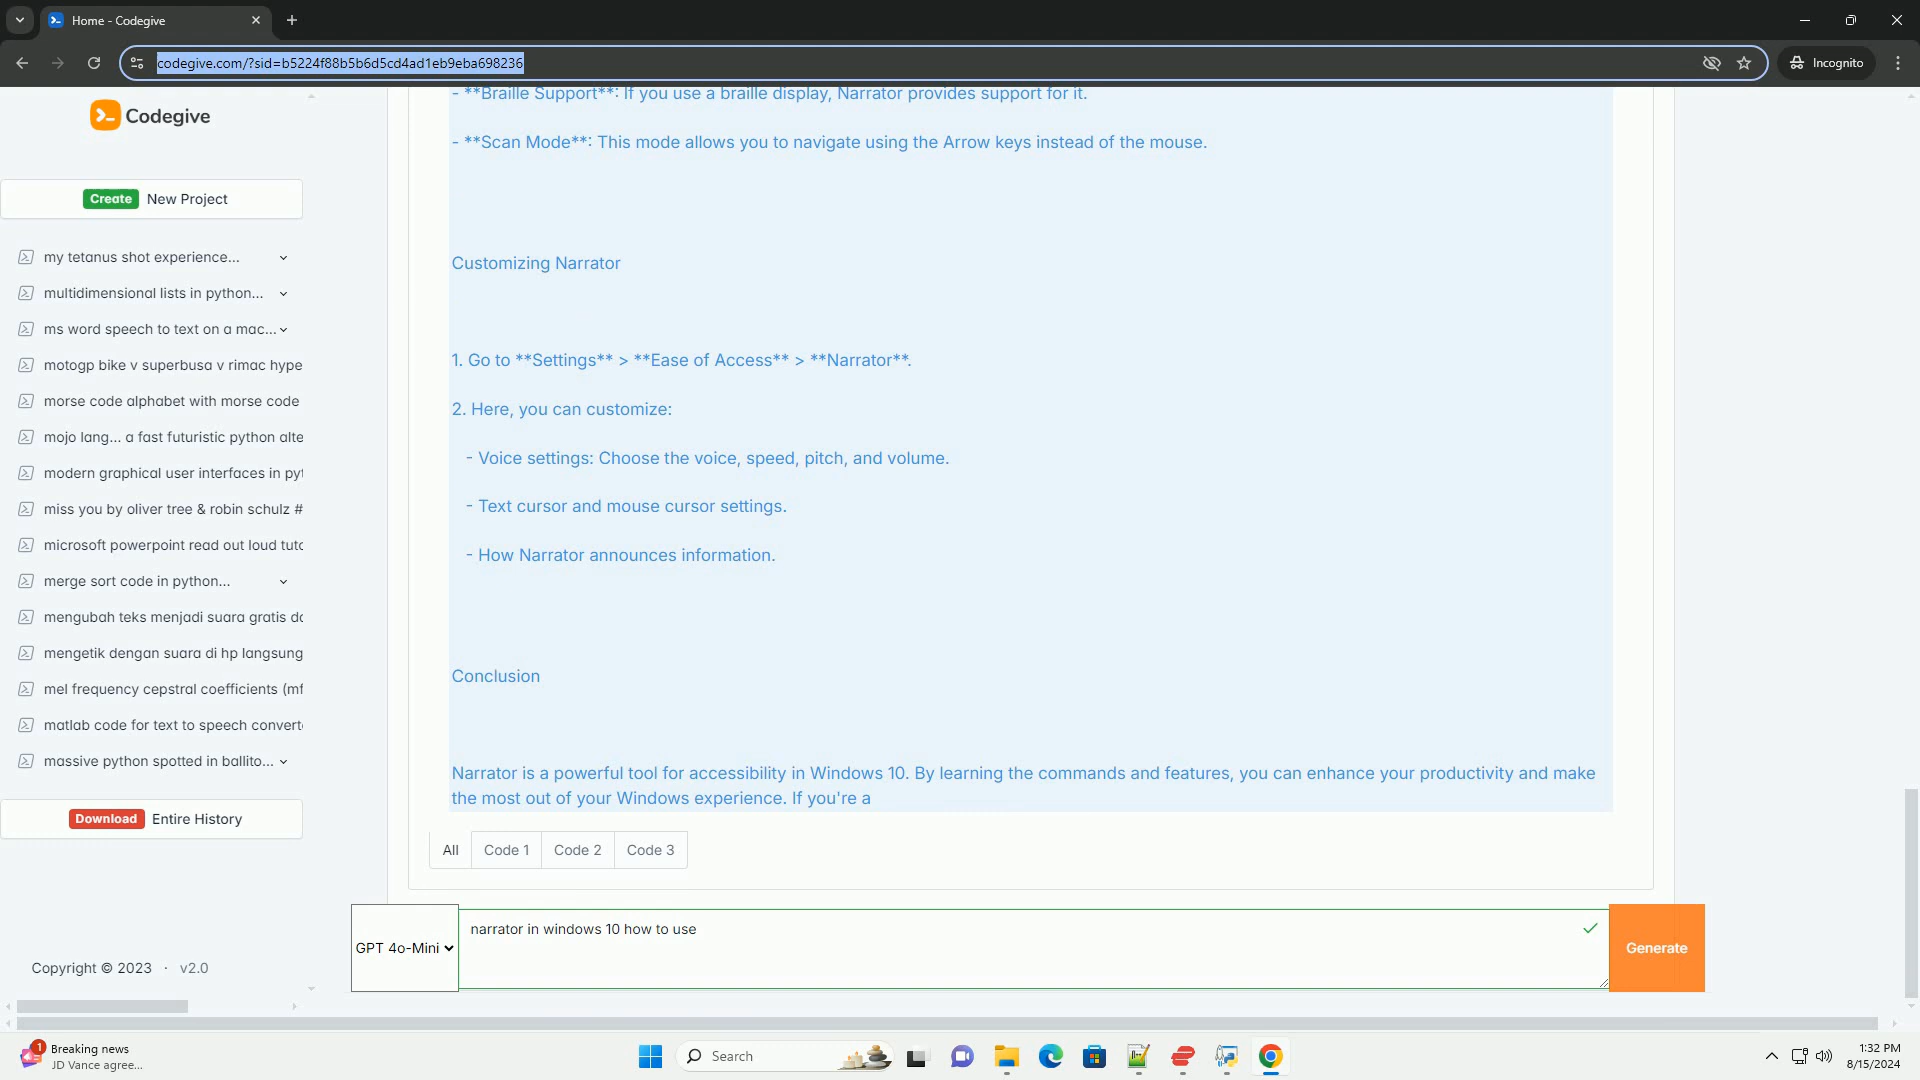 Home - Codegive
codegive.com/?sid=b5224f88b5b6d5cd4ad1eb9eba698236
Incognito
Codegive
Create New Project
my tetanus shot experience...
multidimensional lists in python...
ms word speech to text on a mac...
motogp bike v superbusa v rimac hype
morse code alphabet with morse code
mojo lang... a fast futuristic python alte
modern graphical user interfaces in pyt
miss you by oliver tree & robin schulz #
microsoft powerpoint read out loud tuto
merge sort code in python...
mengubah teks menjadi suara gratis da
mengetik dengan suara di hp langsung
mel frequency cepstral coefficients (mf
matlab code for text to speech converte
massive python spotted in ballito...
Download Entire History
Copyright © 2023 · v2.0
- **Braille Support**: If you use a braille display, Narrator provides support for it.
- **Scan Mode**: This mode allows you to navigate using the Arrow keys instead of the mouse.
Customizing Narrator
1. Go to **Settings** > **Ease of Access** > **Narrator**.
2. Here, you can customize:
- Voice settings: Choose the voice, speed, pitch, and volume.
- Text cursor and mouse cursor settings.
- How Narrator announces information.
Conclusion
Narrator is a powerful tool for accessibility in Windows 10. By learning the commands and features, you can enhance your productivity and make
the most out of your Windows experience. If you're a
All Code 1 Code 2 Code 3
GPT 4o-Mini
narrator in windows 10 how to use
Generate
1
Breaking news
JD Vance agree...
Search
1:32 PM
8/15/2024